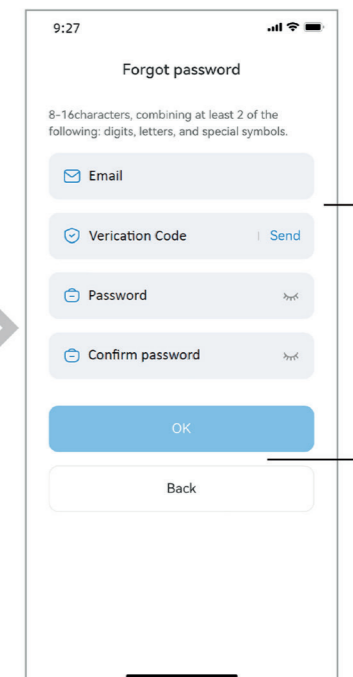 9:27
Forgot password
8-16characters, combining at least 2 of the
following: digits, letters, and special symbols.
Email
Verication Code | Send
Password
Confirm password
OK
Back